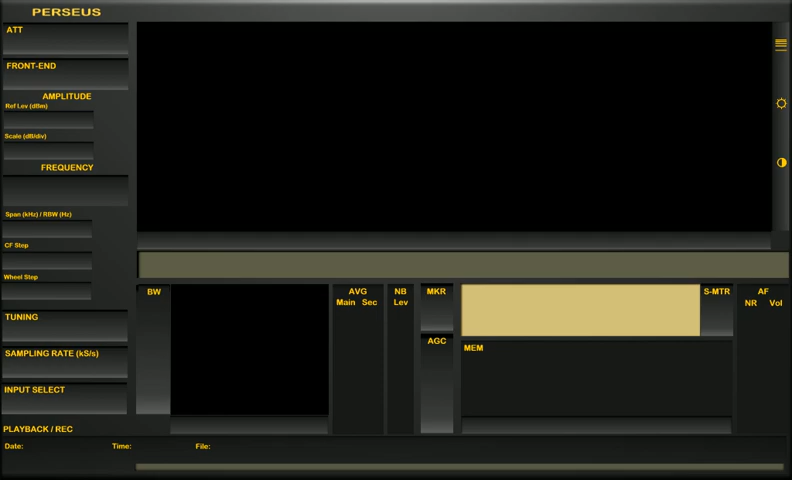 PERSEUS
ATT
FRONT-END
AMPLITUDE
Ref Lev (dBm)
Scale (dB/div)
FREQUENCY
Span (kHz) / RBW (Hz)
CF Step
Wheel Step
TUNING
SAMPLING RATE (kS/s)
INPUT SELECT
PLAYBACK / REC
BW
AVG
Main Sec
NB
Lev
MKR
AGC
S-MTR
MEM
AF
NR Vol
Date: Time: File: